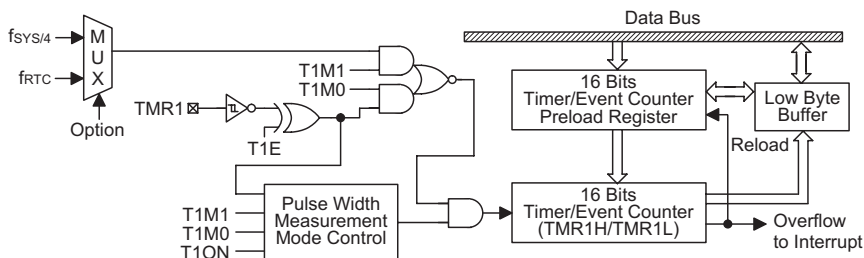 Data Bus
fSYS/4
fRTC
M
U
X
Option
T1M1
T1M0
TMR1
T1E
16 Bits
Timer/Event Counter
Preload Register
Low Byte
Buffer
Reload
T1M1
T1M0
T1ON
Pulse Width
Measurement
Mode Control
16 Bits
Timer/Event Counter
(TMR1H/TMR1L)
Overflow
to Interrupt